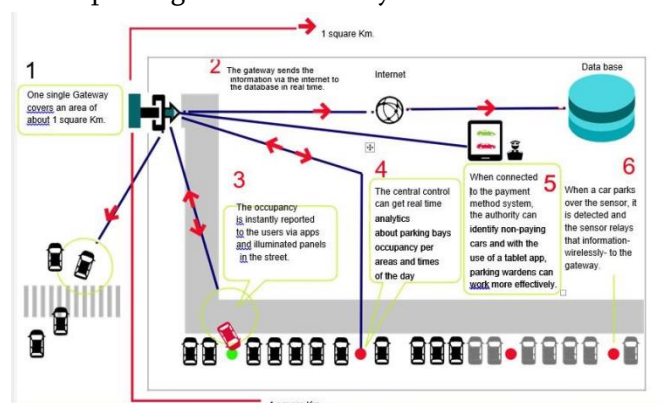 1 square Km.
1
One single Gateway
covers an area of
about 1 square Km.
2
The gateway sends the
information via the internet to
the database in real time.
Internet
Data base
3
The occupancy
is instantly reported
to the users via apps
and illuminated panels
in the street.
4
The central control
can get real time
analytics
about parking bays
occupancy per
areas and times
of the day
5
When connected
to the payment
method system,
the authority can
identify non-paying
cars and with the
use of a tablet app,
parking wardens can
work more effectively.
6
When a car parks
over the sensor, it
is detected and
the sensor relays
that information-
wirelessly- to the
gateway.